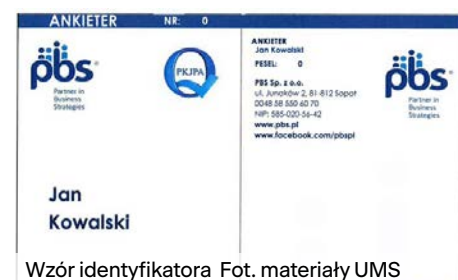 ANKIETER NR: 0
pbs
Partner in
Business
Strategies
PKJPA
Jan
Kowalski
ANKIETER
Jan Kowalski
PESEL: 0
PBS Sp. z o.o.
ul. Junaków 2, 81-812 Sopot
0048 58 550 60 70
NIP: 585-020-56-42
www.pbs.pl
www.facebook.com/pbspl
pbs
Partner in
Business
Strategies
Wzór identyfikatora Fot. materiały UMS